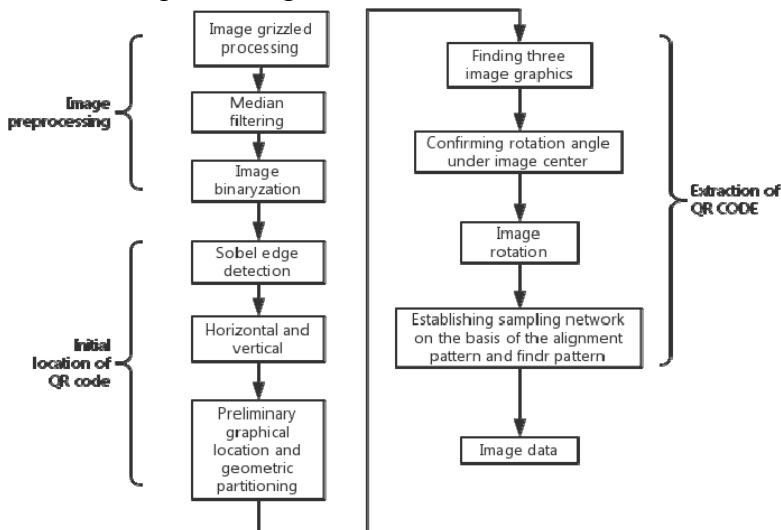 Image grizzled
processing
Median
filtering
Image
binaryzation
Image
preprocessing
Sobel edge
detection
Horizontal and
vertical
Preliminary
graphical
location and
geometric
partitioning
Initial
location of
QR code
Finding three
image graphics
Confirming rotation angle
under image center
Image
rotation
Establishing sampling network
on the basis of the alignment
pattern and findr pattern
Extraction of
QR CODE
Image data